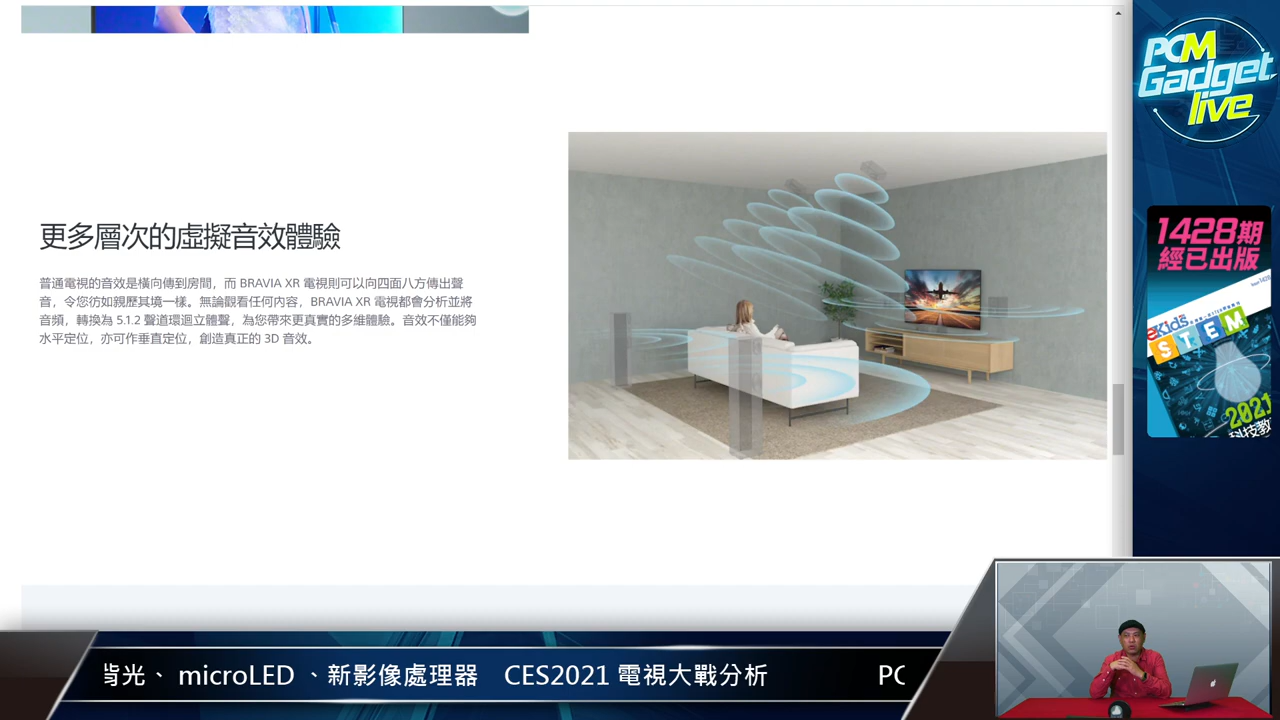 更多層次的虛擬音效體驗
普通電視的音效是橫向傳到房間，而 BRAVIA XR 電視則可以向四面八方傳出聲
音，令您彷如親歷其境一樣。無論觀看任何內容，BRAVIA XR 電視都會分析並將
音頻，轉換為 5.1.2 聲道環迴立體聲，為您帶來更真實的多維體驗。音效不僅能夠
水平定位，亦可作垂直定位，創造真正的 3D 音效。
PCM
Gadget
live
1428期
經已出版
eKids
STEM
2021
科技教
背光、 microLED 、新影像處理器 CES2021 電視大戰分析 PC